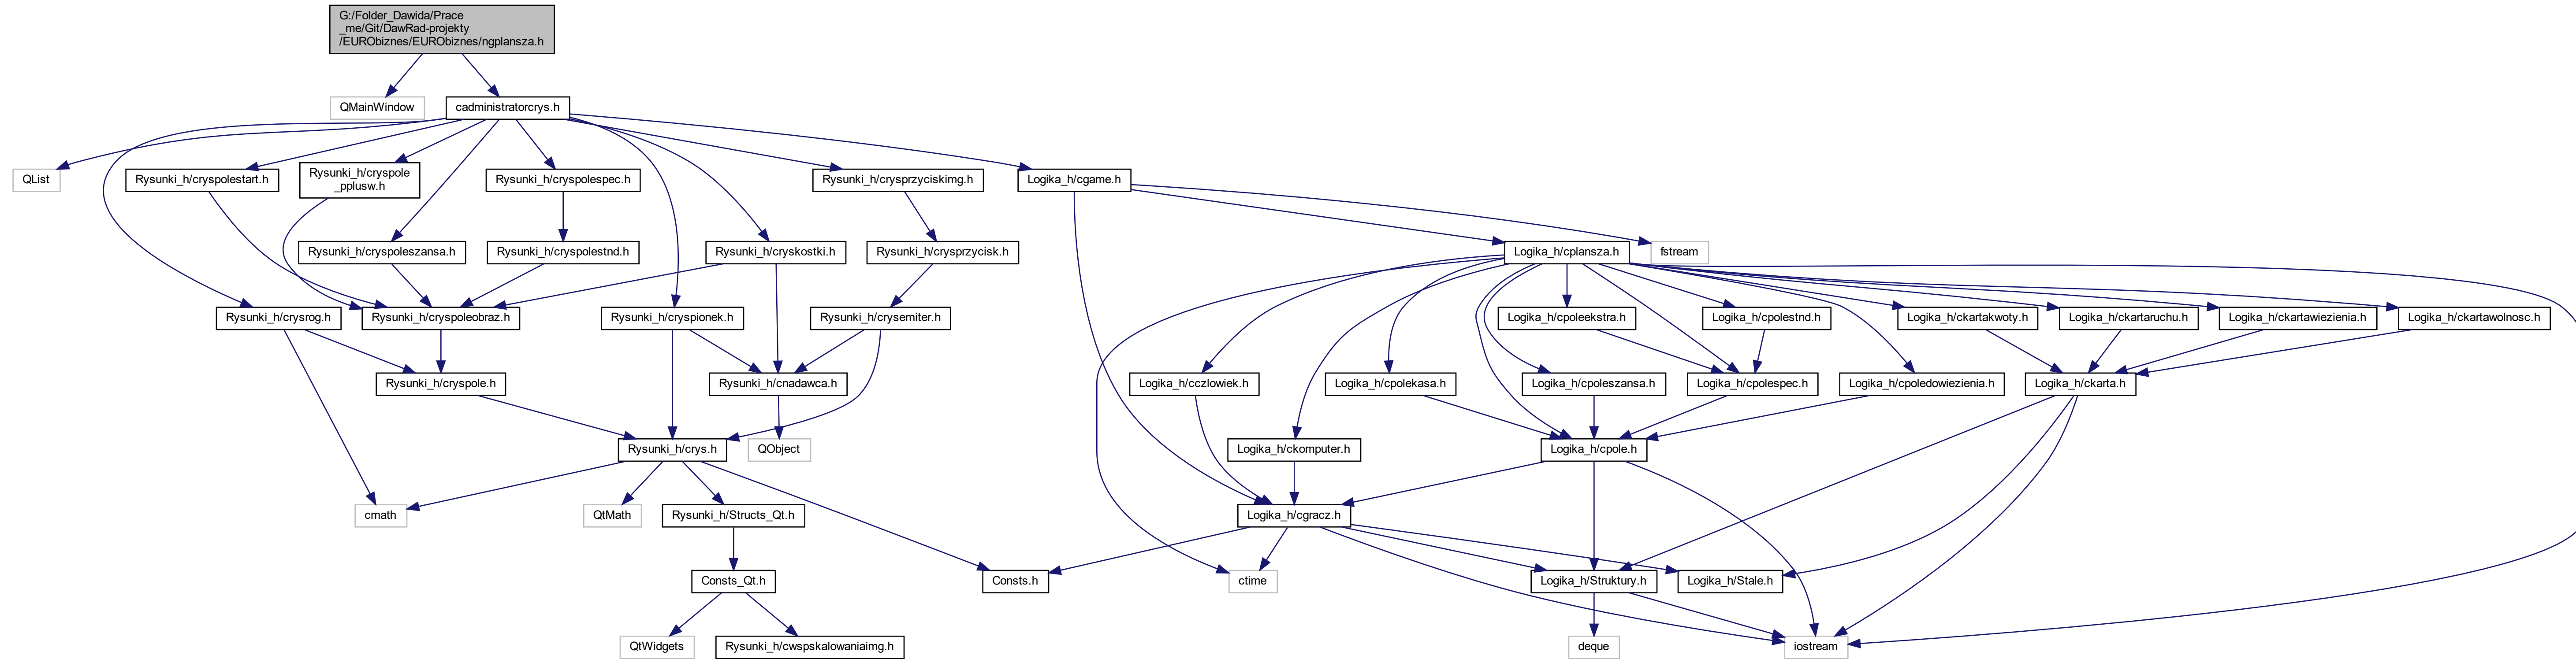 G:/Folder_Dawida/Prace
_me/Git/DawRad-projekty
/EURObiznes/EURObiznes/ngplansza.h
QMainWindow
cadministratorcrys.h
QList
Rysunki_h/cryspolestart.h
Rysunki_h/cryspole
_pplusw.h
Rysunki_h/cryspolespec.h
Rysunki_h/crysprzyciskimg.h
Logika_h/cgame.h
Rysunki_h/cryspoleszansa.h
Rysunki_h/cryspolestnd.h
Rysunki_h/cryskostki.h
Rysunki_h/crysprzycisk.h
Logika_h/cplansza.h
fstream
Rysunki_h/crysrog.h
Rysunki_h/cryspoleobraz.h
Rysunki_h/cryspionek.h
Rysunki_h/crysemiter.h
Logika_h/cpoleekstra.h
Logika_h/cpolestnd.h
Logika_h/ckartakwoty.h
Logika_h/ckartaruchu.h
Logika_h/ckartawiezienia.h
Logika_h/ckartawolnosc.h
Rysunki_h/cryspole.h
Rysunki_h/cnadawca.h
Logika_h/cczlowiek.h
Logika_h/cpolekasa.h
Logika_h/cpoleszansa.h
Logika_h/cpolespec.h
Logika_h/cpoledowiezienia.h
Logika_h/ckarta.h
Rysunki_h/crys.h
QObject
Logika_h/ckomputer.h
Logika_h/cpole.h
cmath
QtMath
Rysunki_h/Structs_Qt.h
Logika_h/cgracz.h
Consts_Qt.h
Consts.h
ctime
Logika_h/Struktury.h
Logika_h/Stale.h
QtWidgets
Rysunki_h/cwspskalowaniaimg.h
deque
iostream